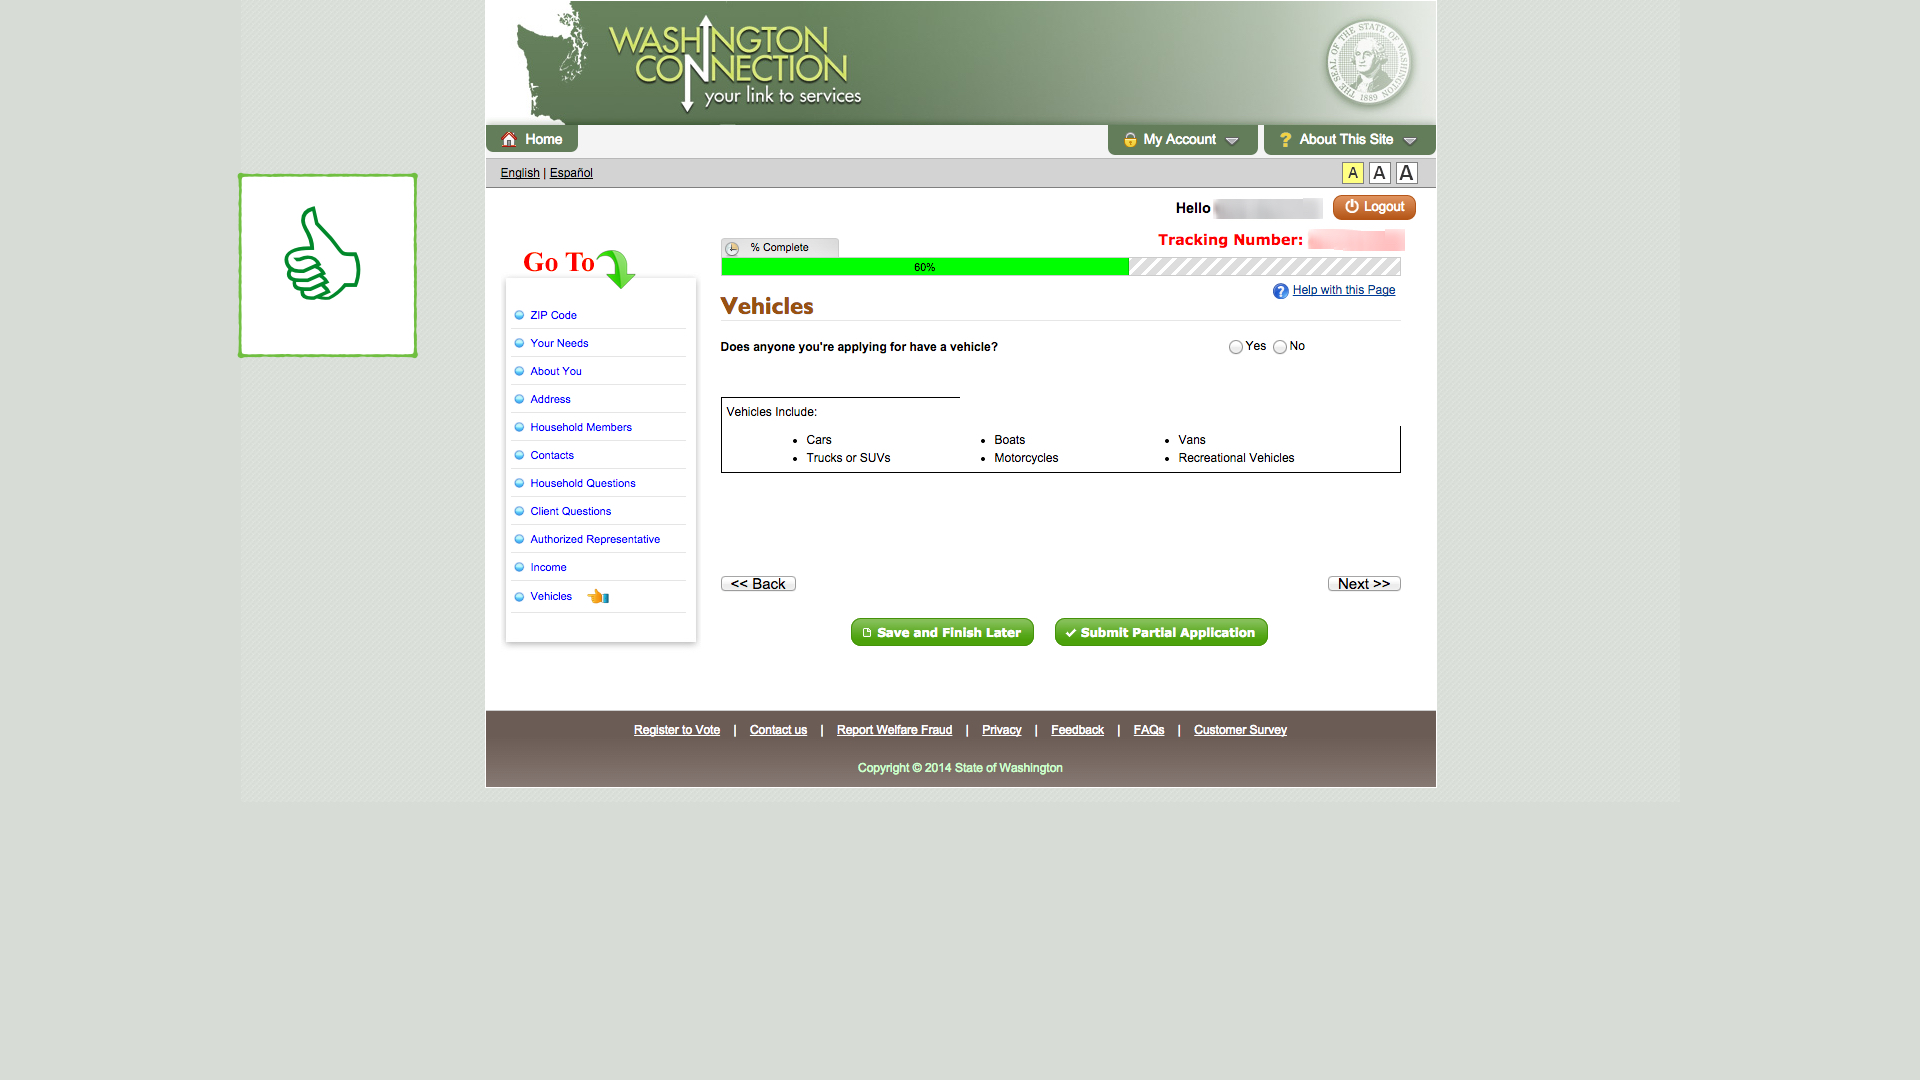 WASHINGTON
CONNECTION
your link to services
THE SEAL OF THE STATE OF WASHINGTON
1889
Home
My Account
About This Site
English | Español
A A A
Hello
Logout
Tracking Number:
% Complete
60%
Help with this Page
Go To
ZIP Code
Your Needs
About You
Address
Household Members
Contacts
Household Questions
Client Questions
Authorized Representative
Income
Vehicles
Vehicles
Does anyone you're applying for have a vehicle?
Yes No
Vehicles Include:
• Cars • Boats • Vans
• Trucks or SUVs • Motorcycles • Recreational Vehicles
<< Back
Next >>
Save and Finish Later
Submit Partial Application
Register to Vote | Contact us | Report Welfare Fraud | Privacy | Feedback | FAQs | Customer Survey
Copyright © 2014 State of Washington